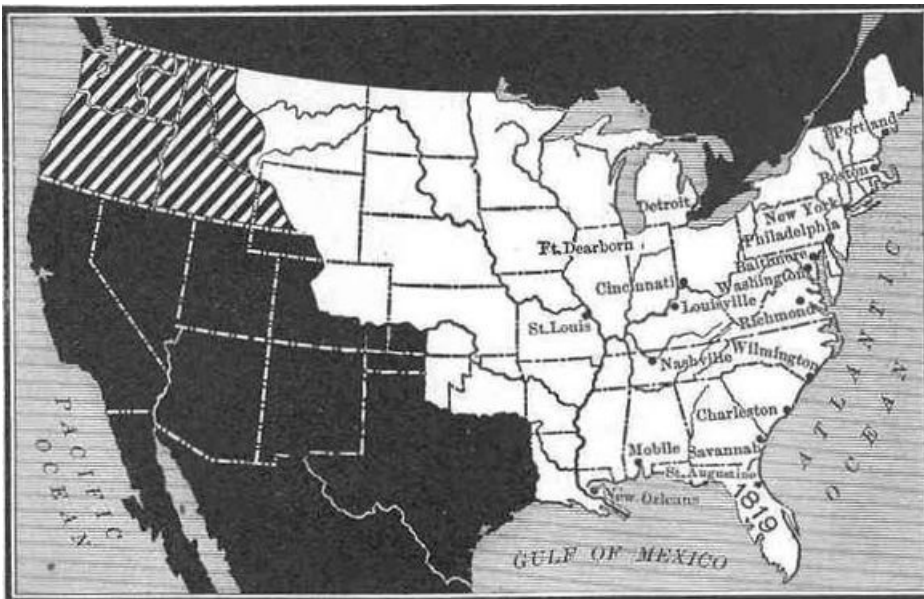 Portland
Boston
Detroit
New York
Philadelphia
Ft. Dearborn
Baltimore
Washington
Cincinnati
Louisville
Richmond
St. Louis
Nashville
Wilmington
Charleston
Mobile
Savannah
St. Augustine
New Orleans
1819
PACIFIC
OCEAN
ATLANTIC
OCEAN
GULF OF MEXICO